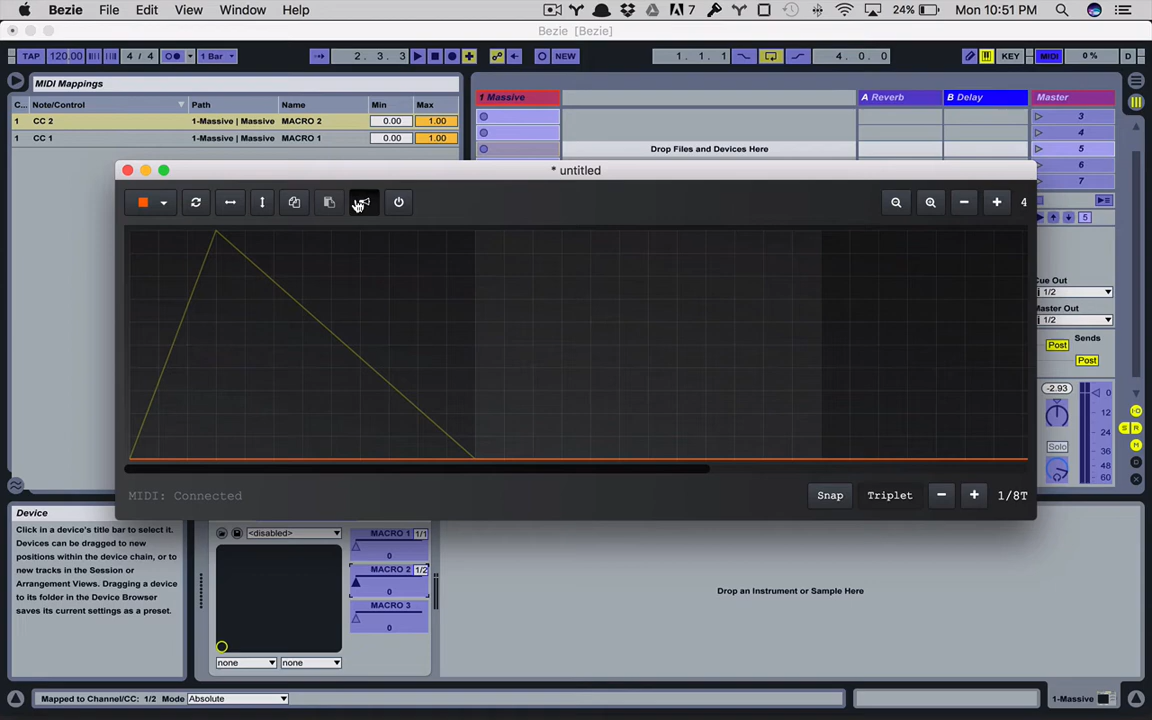 Bezie File Edit View Window Help 7 24% Mon 10:51 PM
Bezie [Bezie]
TAP 120.00 4 / 4 1 Bar 2. 3. 3 NEW 1. 1. 1 4. 0. 0 KEY MIDI 0 % D
MIDI Mappings
C... Note/Control Path Name Min Max
1 CC 2 1-Massive | Massive MACRO 2 0.00 1.00
1 CC 1 1-Massive | Massive MACRO 1 0.00 1.00
1 Massive A Reverb B Delay Master
3
4
Drop Files and Devices Here 5
6
7
* untitled
4
5
Cue Out
1/2
Master Out
1/2
Sends
Post
Post
-2.93
0
12
24
36
48
60
Solo
S R
MIDI: Connected
Snap Triplet 1/8T
Device
Click in a device's title bar to select it.
Devices can be dragged to new
positions within the device chain, or to
new tracks in the Session or
Arrangement Views. Dragging a device
to its folder in the Device Browser
saves its current settings as a preset.
<disabled>
MACRO 1 1/1
0
MACRO 2 1/2
0
MACRO 3
0
none none
Drop an Instrument or Sample Here
Mapped to Channel/CC: 1/2 Mode Absolute
1-Massive